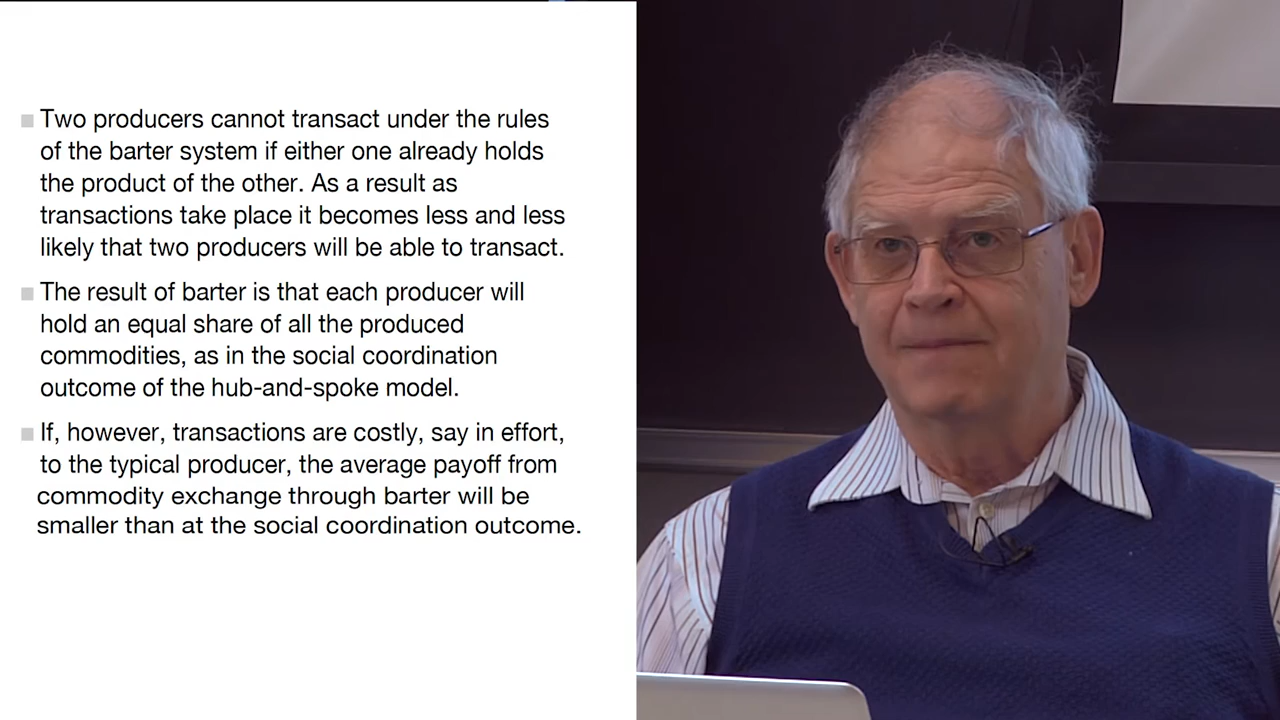 Two producers cannot transact under the rules
of the barter system if either one already holds
the product of the other. As a result as
transactions take place it becomes less and less
likely that two producers will be able to transact.
The result of barter is that each producer will
hold an equal share of all the produced
commodities, as in the social coordination
outcome of the hub-and-spoke model.
If, however, transactions are costly, say in effort,
to the typical producer, the average payoff from
commodity exchange through barter will be
smaller than at the social coordination outcome.